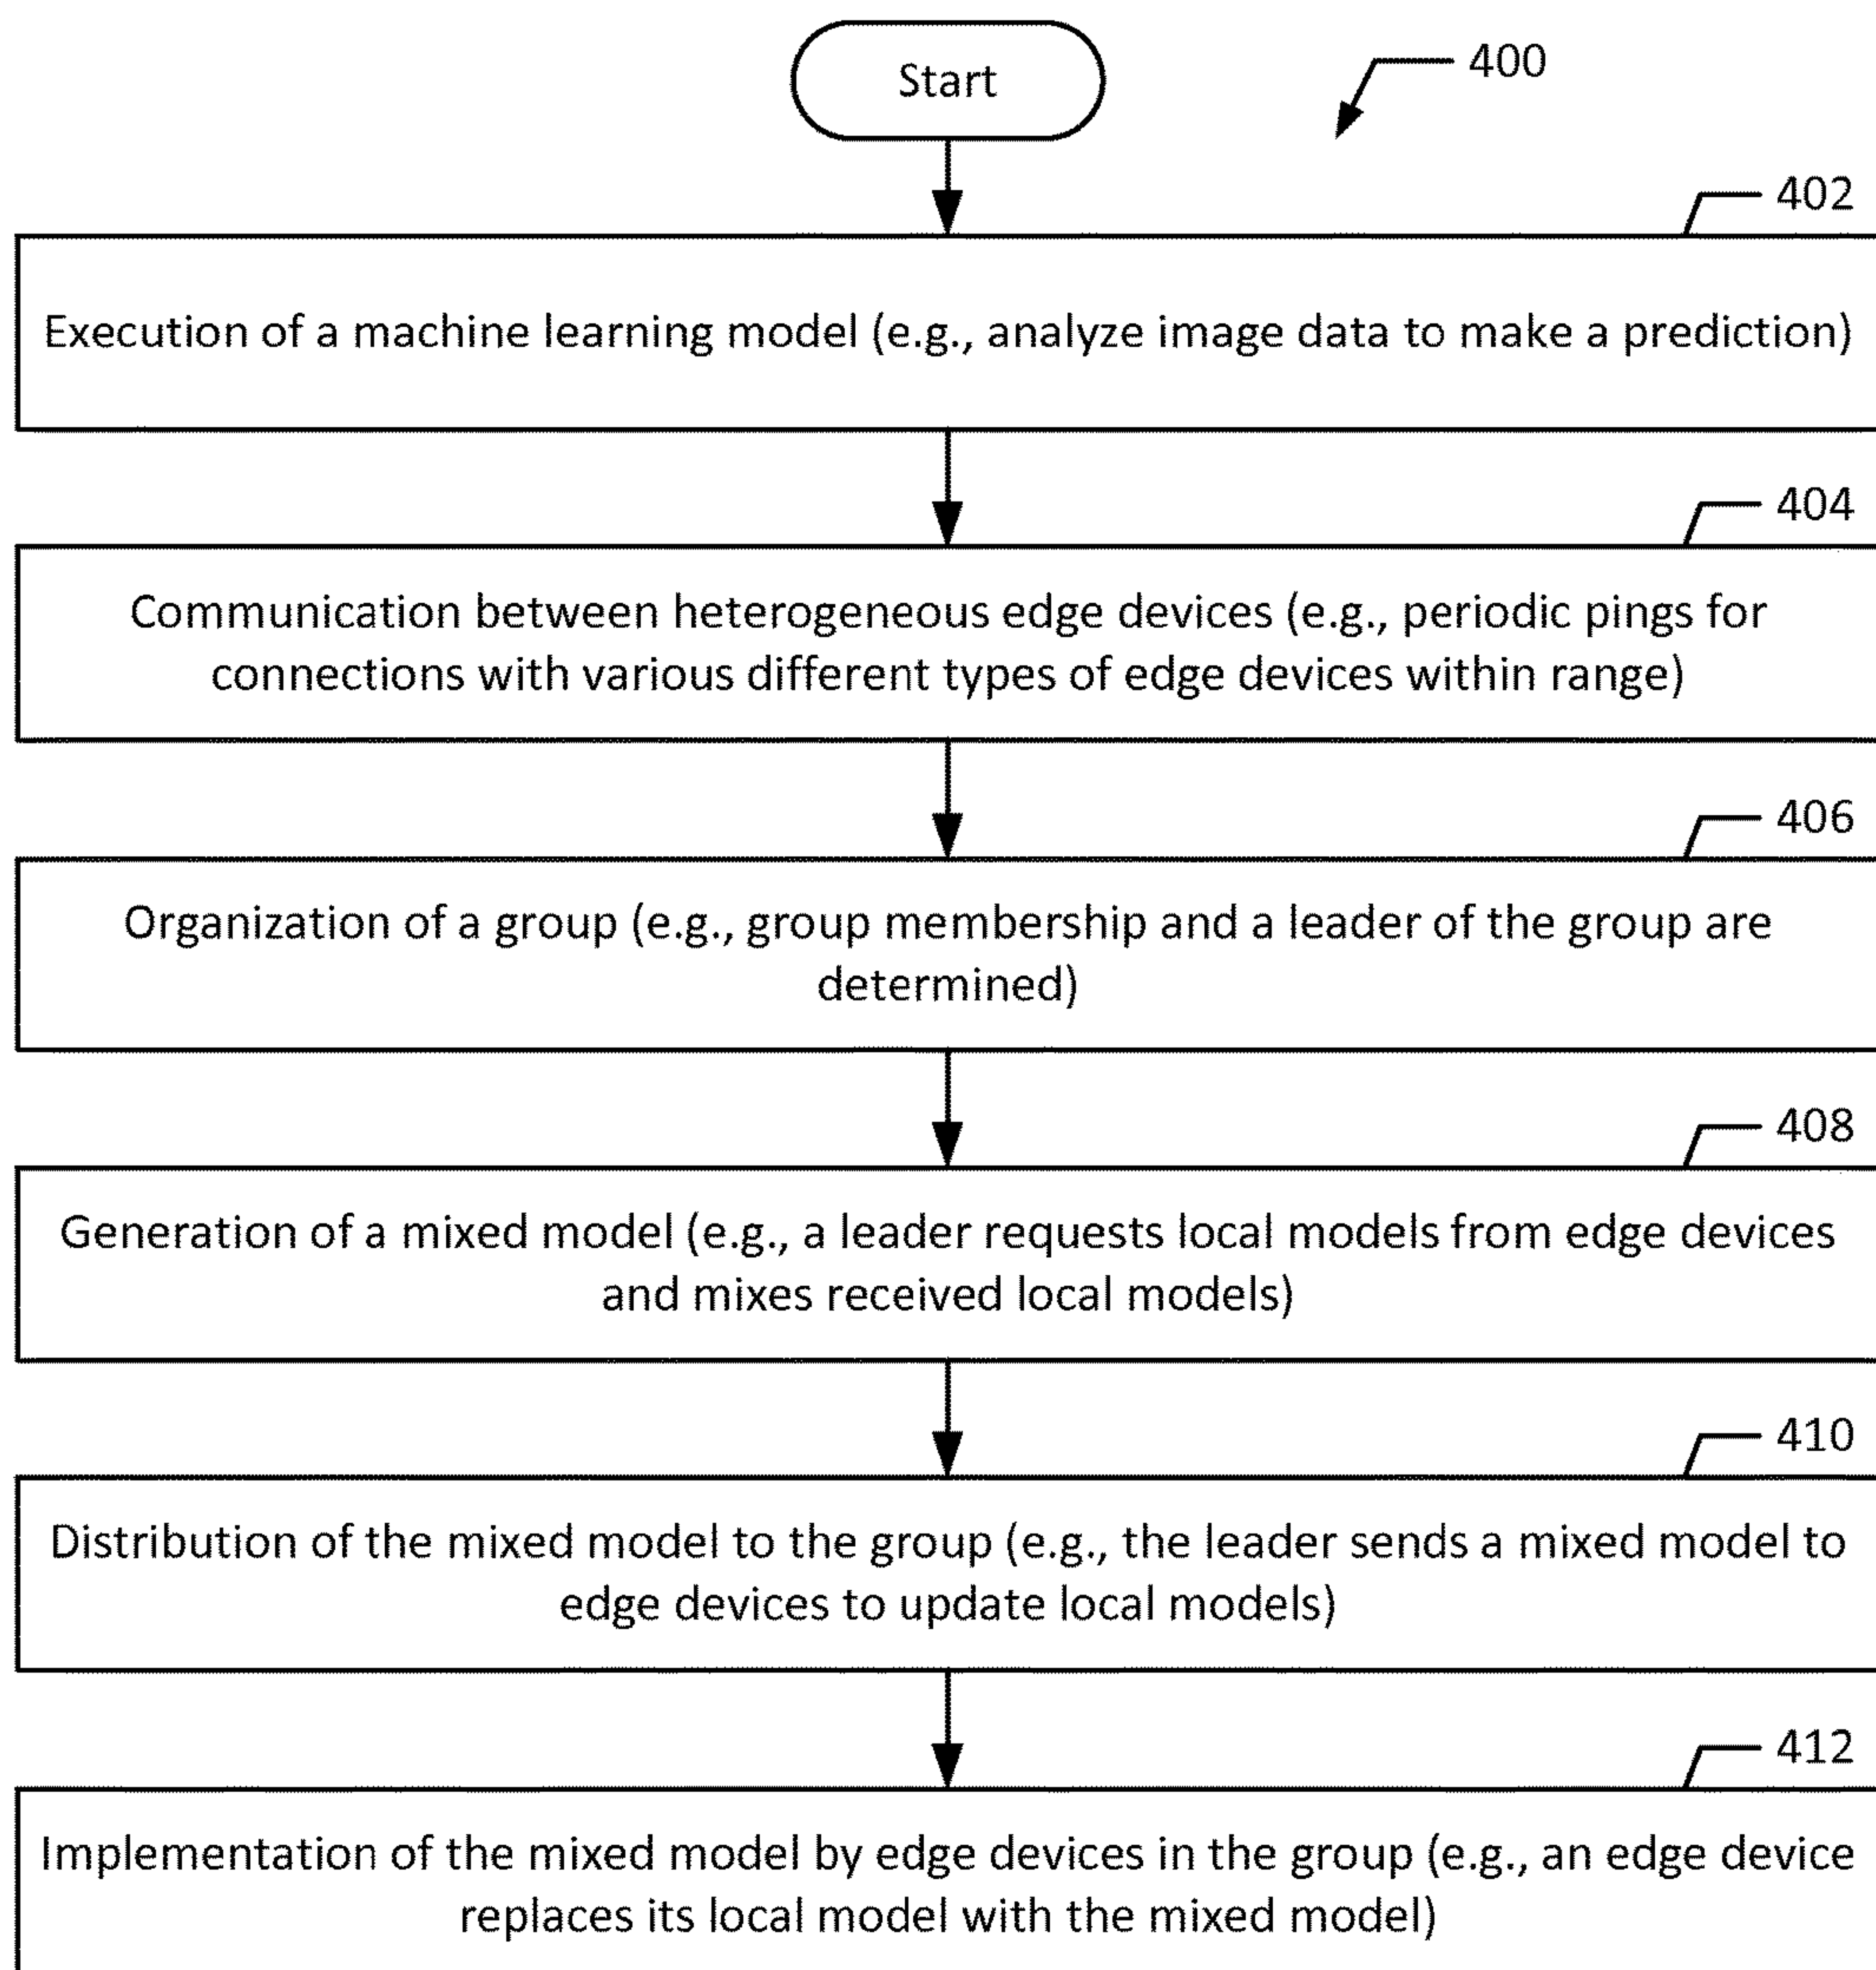 Start
400
402
Execution of a machine learning model (e.g., analyze image data to make a prediction)
404
Communication between heterogeneous edge devices (e.g., periodic pings for
connections with various different types of edge devices within range)
406
Organization of a group (e.g., group membership and a leader of the group are
determined)
408
Generation of a mixed model (e.g., a leader requests local models from edge devices
and mixes received local models)
410
Distribution of the mixed model to the group (e.g., the leader sends a mixed model to
edge devices to update local models)
412
Implementation of the mixed model by edge devices in the group (e.g., an edge device
replaces its local model with the mixed model)